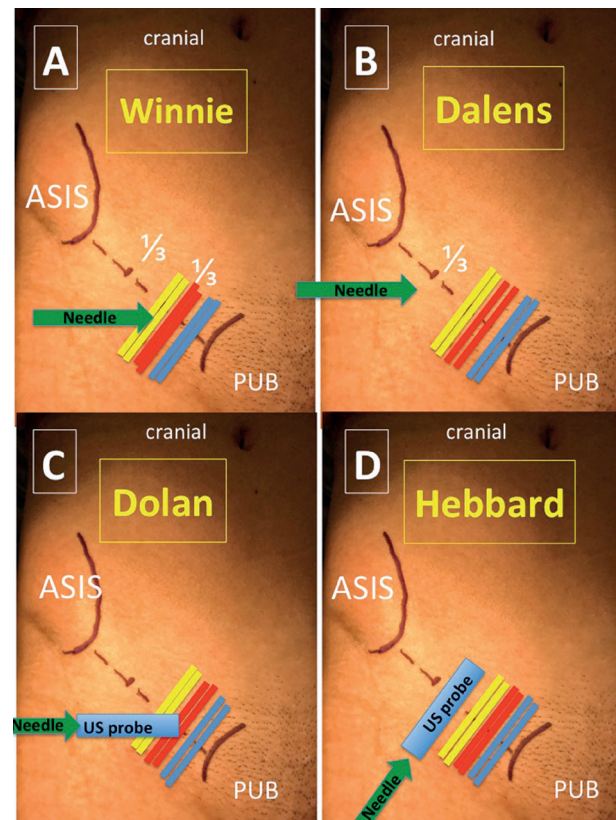 A
cranial
Winnie
ASIS
⅓
⅓
Needle
PUB
B
cranial
Dalens
ASIS
⅓
Needle
PUB
C
cranial
Dolan
ASIS
Needle
US probe
PUB
D
cranial
Hebbard
ASIS
US probe
Needle
PUB